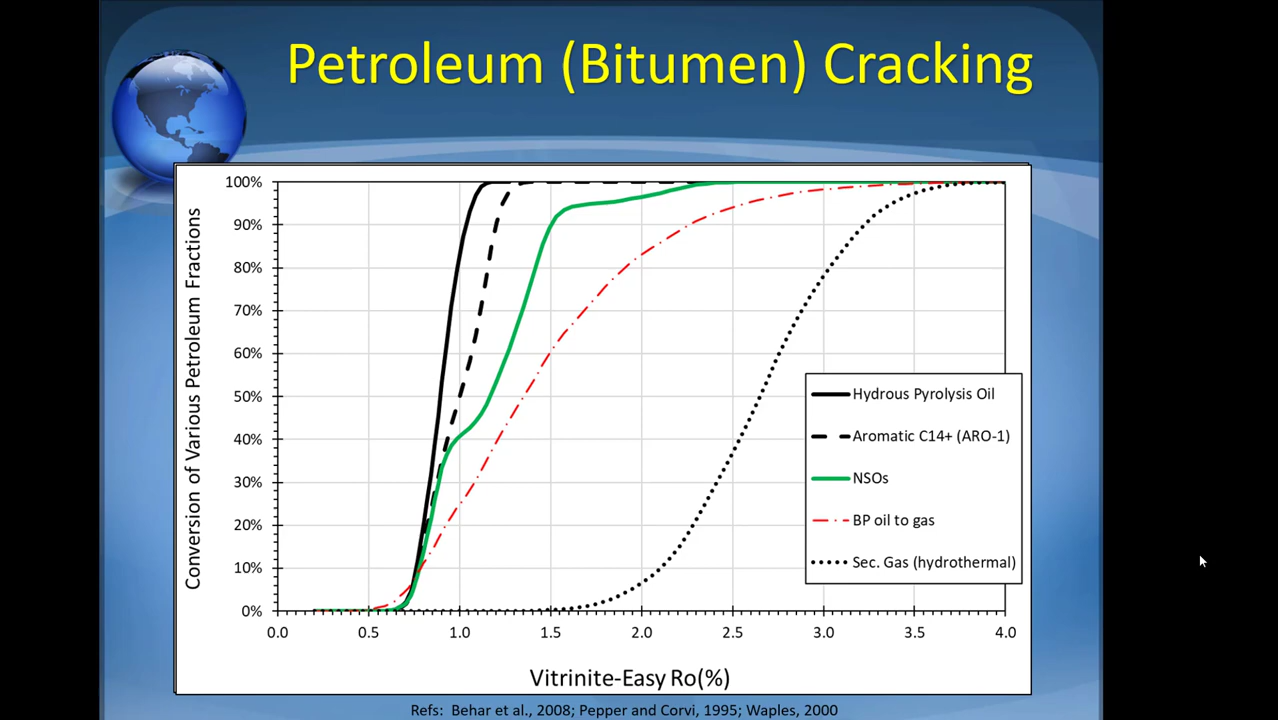 Petroleum (Bitumen) Cracking
Conversion of Various Petroleum Fractions
100%
90%
80%
70%
60%
50%
40%
30%
20%
10%
0%
Hydrous Pyrolysis Oil
Aromatic C14+ (ARO-1)
NSOs
BP oil to gas
Sec. Gas (hydrothermal)
0.0 0.5 1.0 1.5 2.0 2.5 3.0 3.5 4.0
Vitrinite-Easy Ro(%)
Refs: Behar et al., 2008; Pepper and Corvi, 1995; Waples, 2000